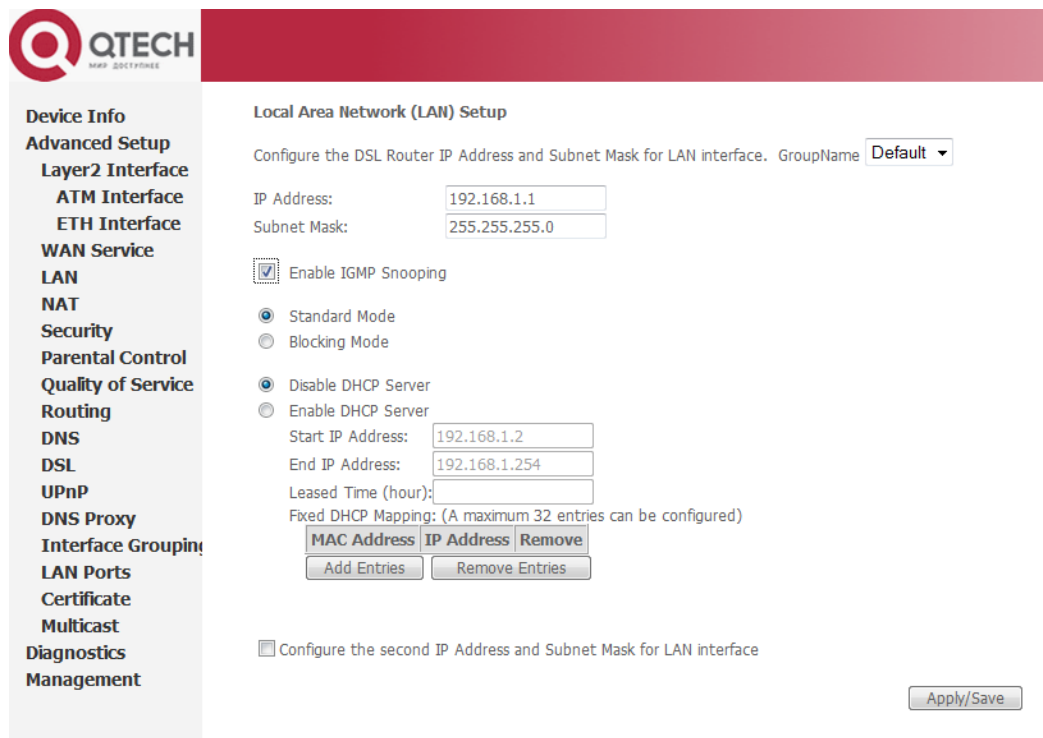 QTECH
МИР ДОСТУПНЕЕ
Device Info
Advanced Setup
Layer2 Interface
ATM Interface
ETH Interface
WAN Service
LAN
NAT
Security
Parental Control
Quality of Service
Routing
DNS
DSL
UPnP
DNS Proxy
Interface Grouping
LAN Ports
Certificate
Multicast
Diagnostics
Management
Local Area Network (LAN) Setup
Configure the DSL Router IP Address and Subnet Mask for LAN interface. GroupName Default
IP Address: 192.168.1.1
Subnet Mask: 255.255.255.0
Enable IGMP Snooping
Standard Mode
Blocking Mode
Disable DHCP Server
Enable DHCP Server
Start IP Address: 192.168.1.2
End IP Address: 192.168.1.254
Leased Time (hour):
Fixed DHCP Mapping: (A maximum 32 entries can be configured)
MAC Address IP Address Remove
Add Entries Remove Entries
Configure the second IP Address and Subnet Mask for LAN interface
Apply/Save